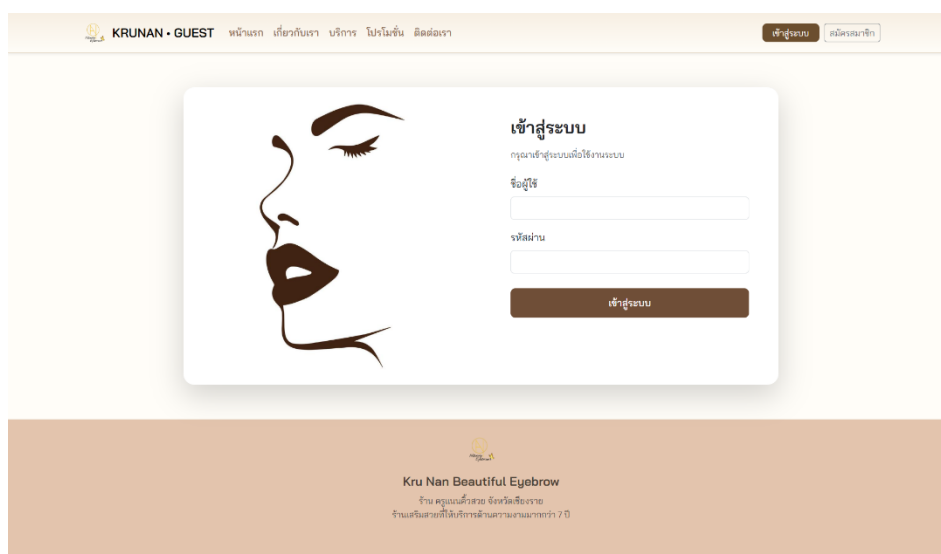 KRUNAN • GUEST หน้าแรก เกี่ยวกับเรา บริการ โปรโมชั่น ติดต่อเรา เข้าสู่ระบบ สมัครสมาชิก
เข้าสู่ระบบ
กรุณาเข้าสู่ระบบเพื่อใช้งานระบบ
ชื่อผู้ใช้
รหัสผ่าน
เข้าสู่ระบบ
Kru Nan Beautiful Eyebrow
ร้าน ครูแนนคิ้วสวย จังหวัดเชียงราย
ร้านเสริมสวยที่ให้บริการด้านความงามมากกว่า 7 ปี